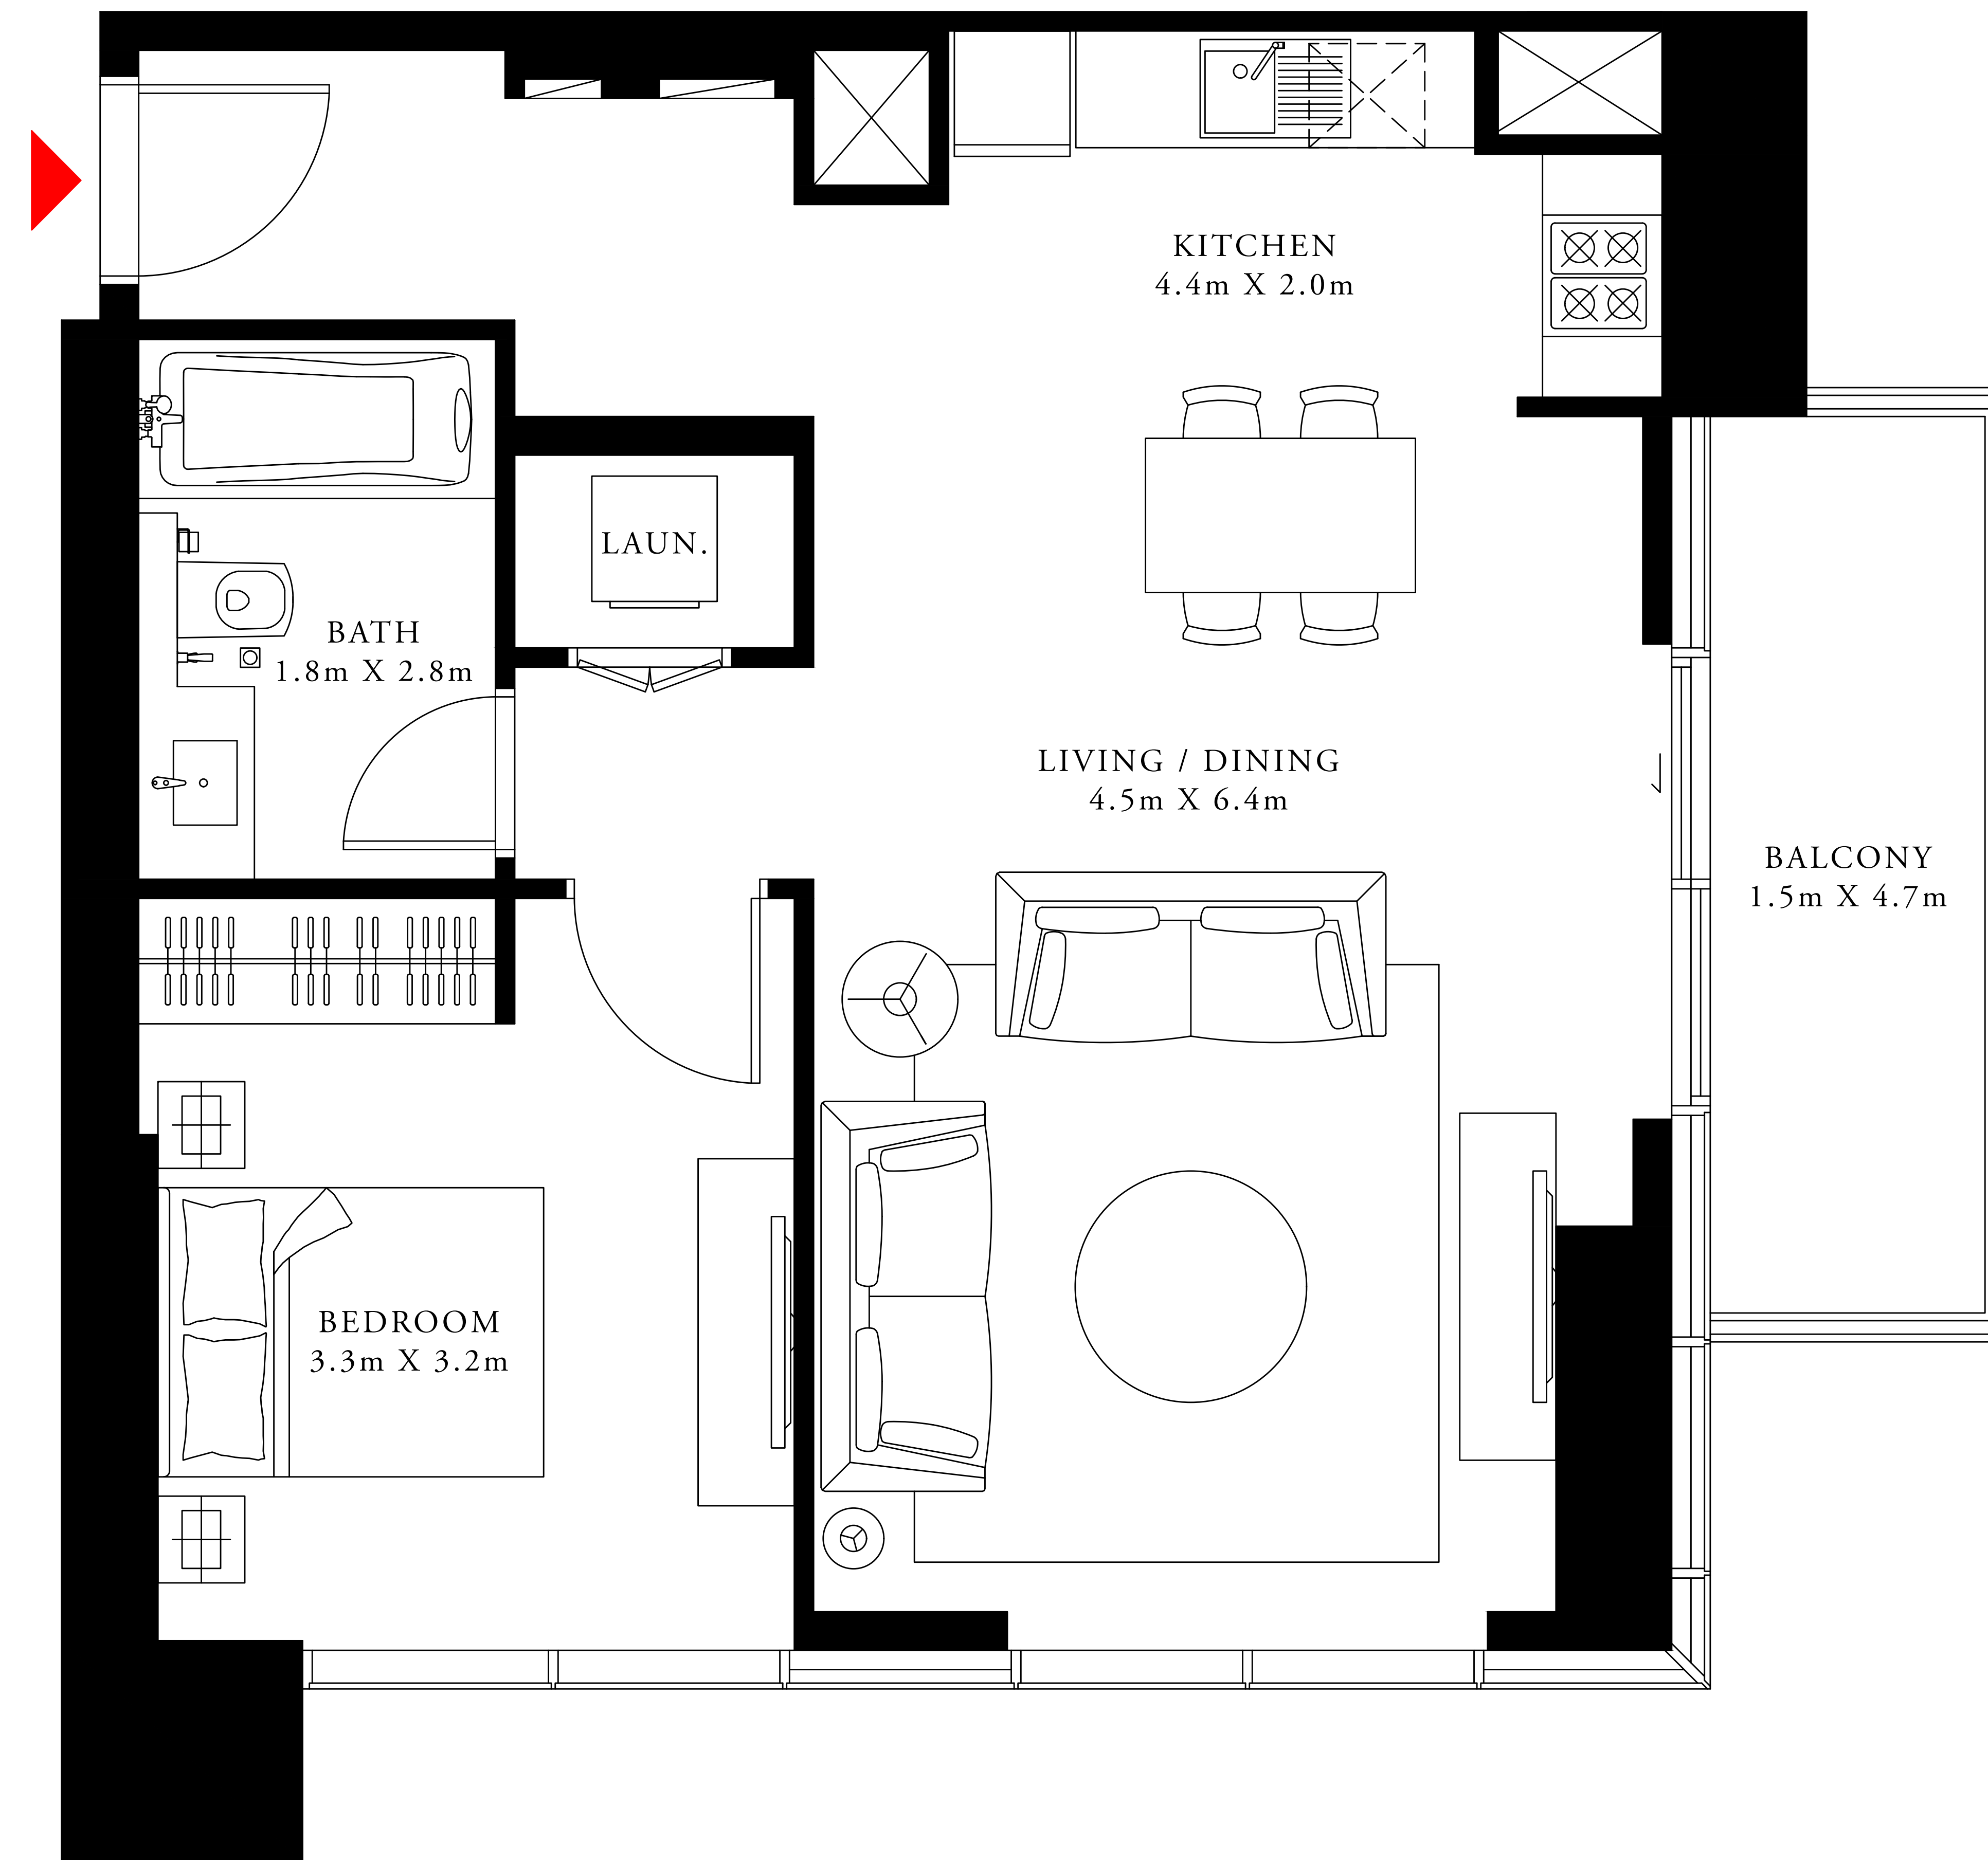 KITCHEN
4.4m X 2.0m
LAUN.
BATH
1.8m X 2.8m
LIVING / DINING
4.5m X 6.4m
BALCONY
1.5m X 4.7m
BEDROOM
3.3m X 3.2m